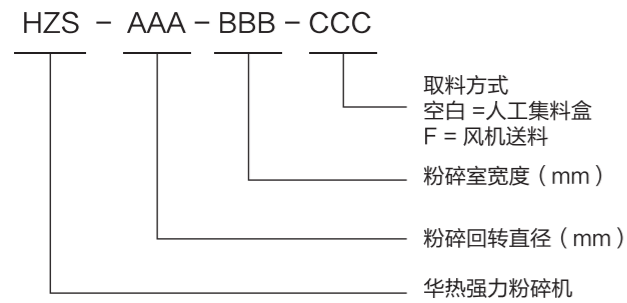 HZS - AAA - BBB - CCC
取料方式
空白 =人工集料盒
F = 风机送料
粉碎室宽度（mm）
粉碎回转直径（mm）
华热强力粉碎机